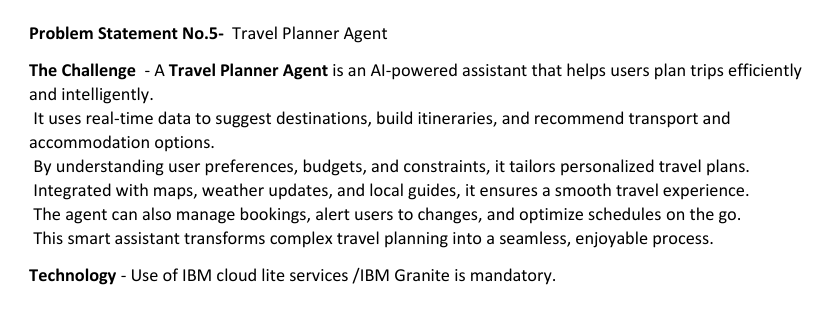 Problem Statement No.5- Travel Planner Agent
The Challenge - A Travel Planner Agent is an AI-powered assistant that helps users plan trips efficiently
and intelligently.
It uses real-time data to suggest destinations, build itineraries, and recommend transport and
accommodation options.
By understanding user preferences, budgets, and constraints, it tailors personalized travel plans.
Integrated with maps, weather updates, and local guides, it ensures a smooth travel experience.
The agent can also manage bookings, alert users to changes, and optimize schedules on the go.
This smart assistant transforms complex travel planning into a seamless, enjoyable process.
Technology - Use of IBM cloud lite services /IBM Granite is mandatory.